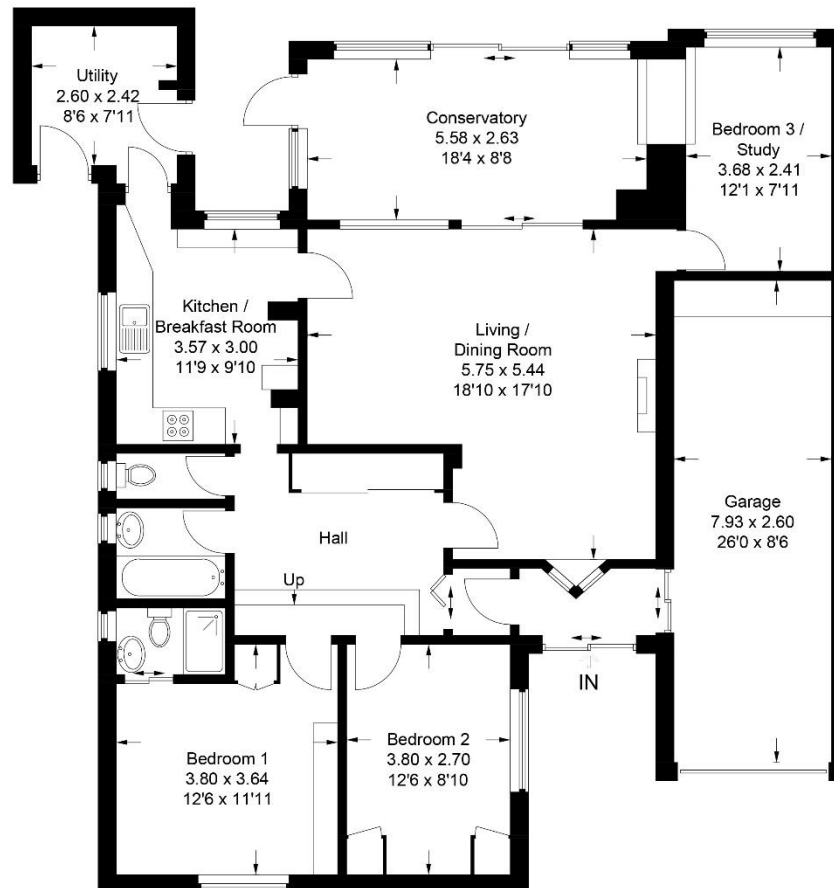 Utility
2.60 x 2.42
8'6 x 7'11
Conservatory
5.58 x 2.63
18'4 x 8'8
Bedroom 3 /
Study
3.68 x 2.41
12'1 x 7'11
Kitchen /
Breakfast Room
3.57 x 3.00
11'9 x 9'10
Living /
Dining Room
5.75 x 5.44
18'10 x 17'10
Garage
7.93 x 2.60
26'0 x 8'6
Hall
Up
IN
Bedroom 1
3.80 x 3.64
12'6 x 11'11
Bedroom 2
3.80 x 2.70
12'6 x 8'10